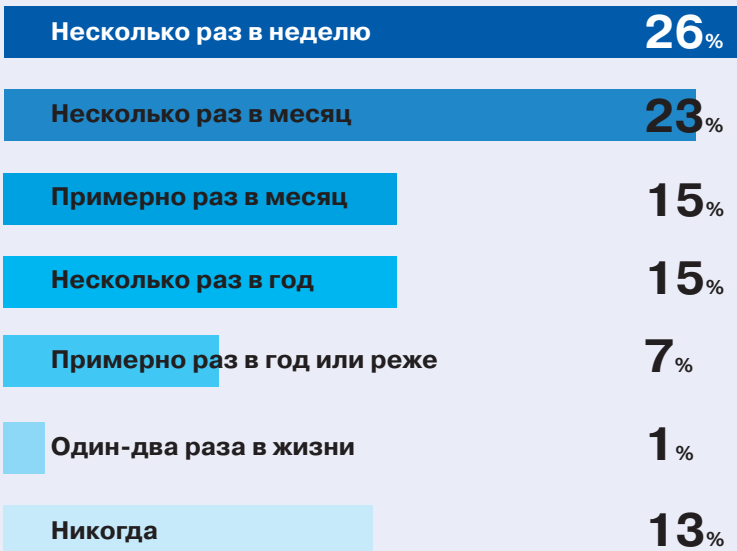 Несколько раз в неделю 26%
Несколько раз в месяц 23%
Примерно раз в месяц 15%
Несколько раз в год 15%
Примерно раз в год или реже 7%
Один-два раза в жизни 1%
Никогда 13%